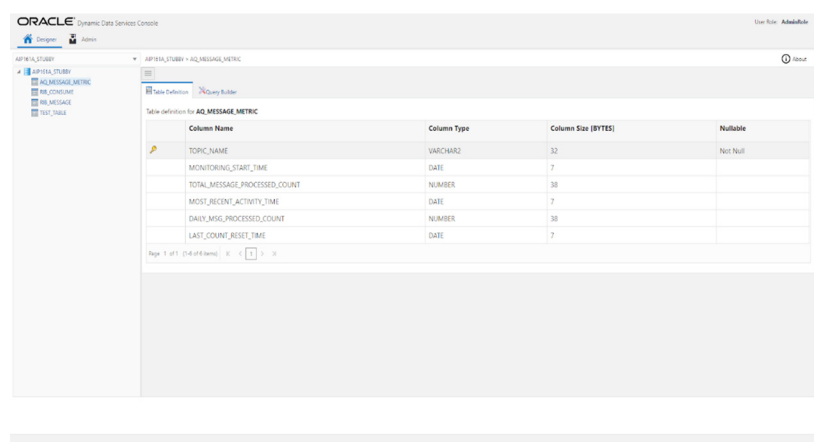 ORACLE Dynamic Data Services Console
User Role: AdminRole
Designer Admin
AIP161A_STUBBY
AIP161A_STUBBY > AQ_MESSAGE_METRIC
About
AIP161A_STUBBY
AQ_MESSAGE_METRIC
RIB_CONSUME
RIB_MESSAGE
TEST_TABLE
Table Definition Query Builder
Table definition for AQ_MESSAGE_METRIC
Column Name Column Type Column Size (BYTES) Nullable
TOPIC_NAME VARCHAR2 32 Not Null
MONITORING_START_TIME DATE 7
TOTAL_MESSAGE_PROCESSED_COUNT NUMBER 38
MOST_RECENT_ACTIVITY_TIME DATE 7
DAILY_MSG_PROCESSED_COUNT NUMBER 38
LAST_COUNT_RESET_TIME DATE 7
Page 1 of 1 (1-6 of 6 items) K < 1 > X